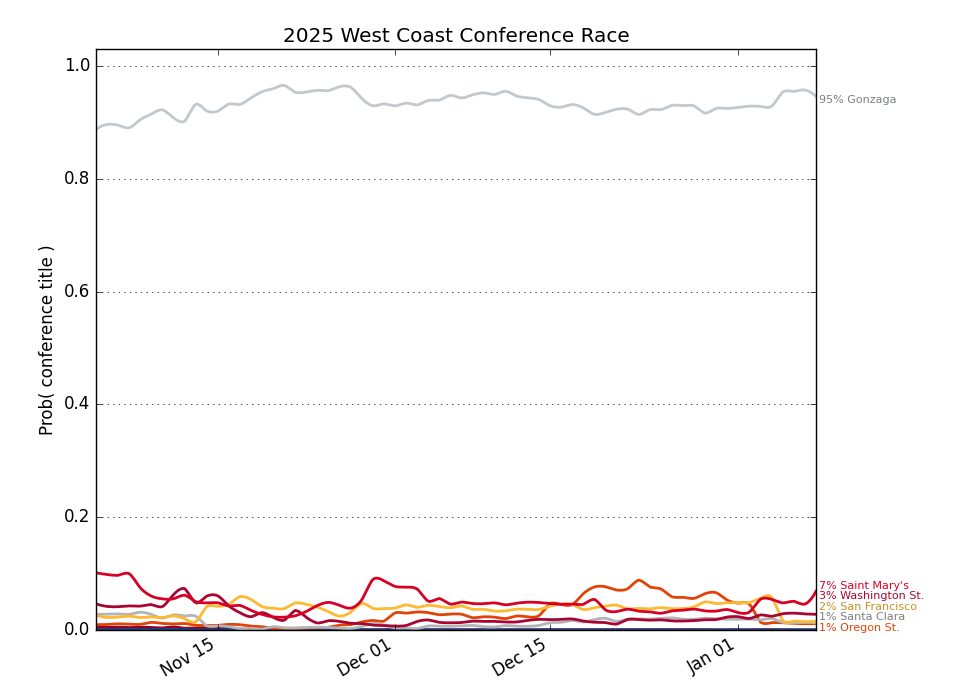 2025 West Coast Conference Race
Prob( conference title )
1.0
0.8
0.6
0.4
0.2
0.0
Nov 15
Dec 01
Dec 15
Jan 01
95% Gonzaga
7% Saint Mary's
3% Washington St.
2% San Francisco
1% Santa Clara
1% Oregon St.